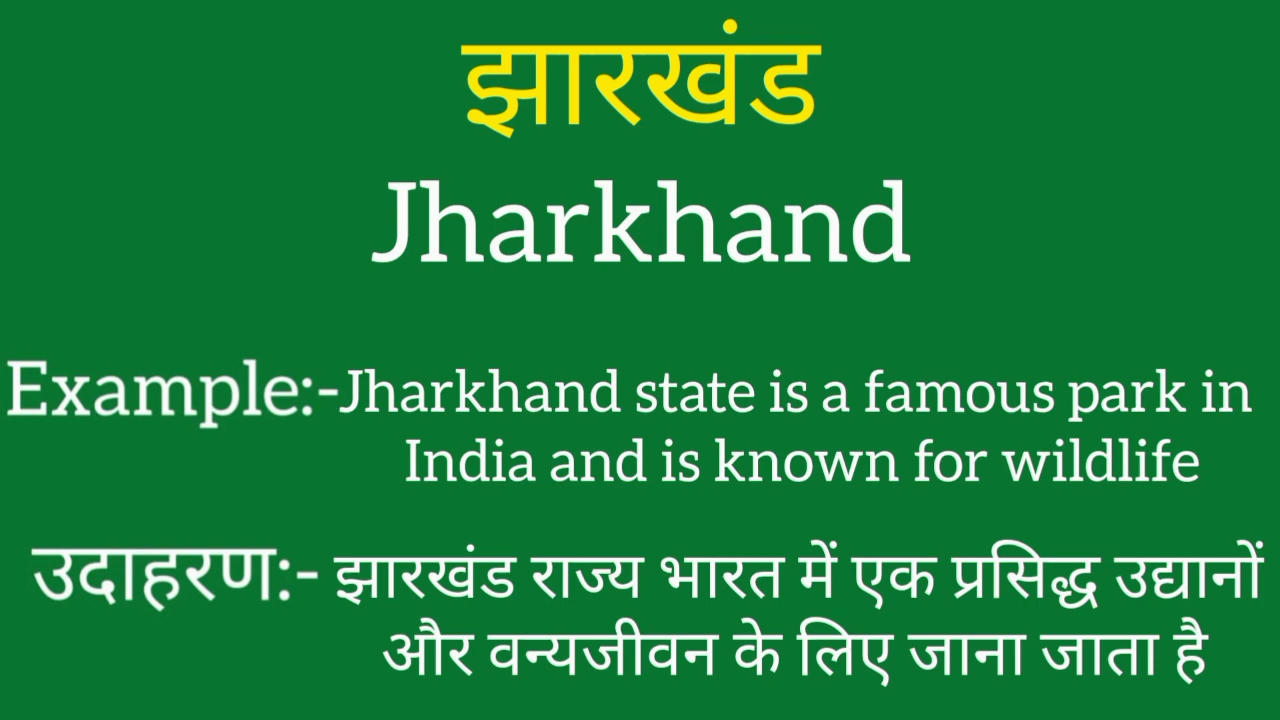 झारखंड
Jharkhand
Example:-Jharkhand state is a famous park in
India and is known for wildlife
उदाहरण:- झारखंड राज्य भारत में एक प्रसिद्ध उद्यानों
और वन्यजीवन के लिए जाना जाता है